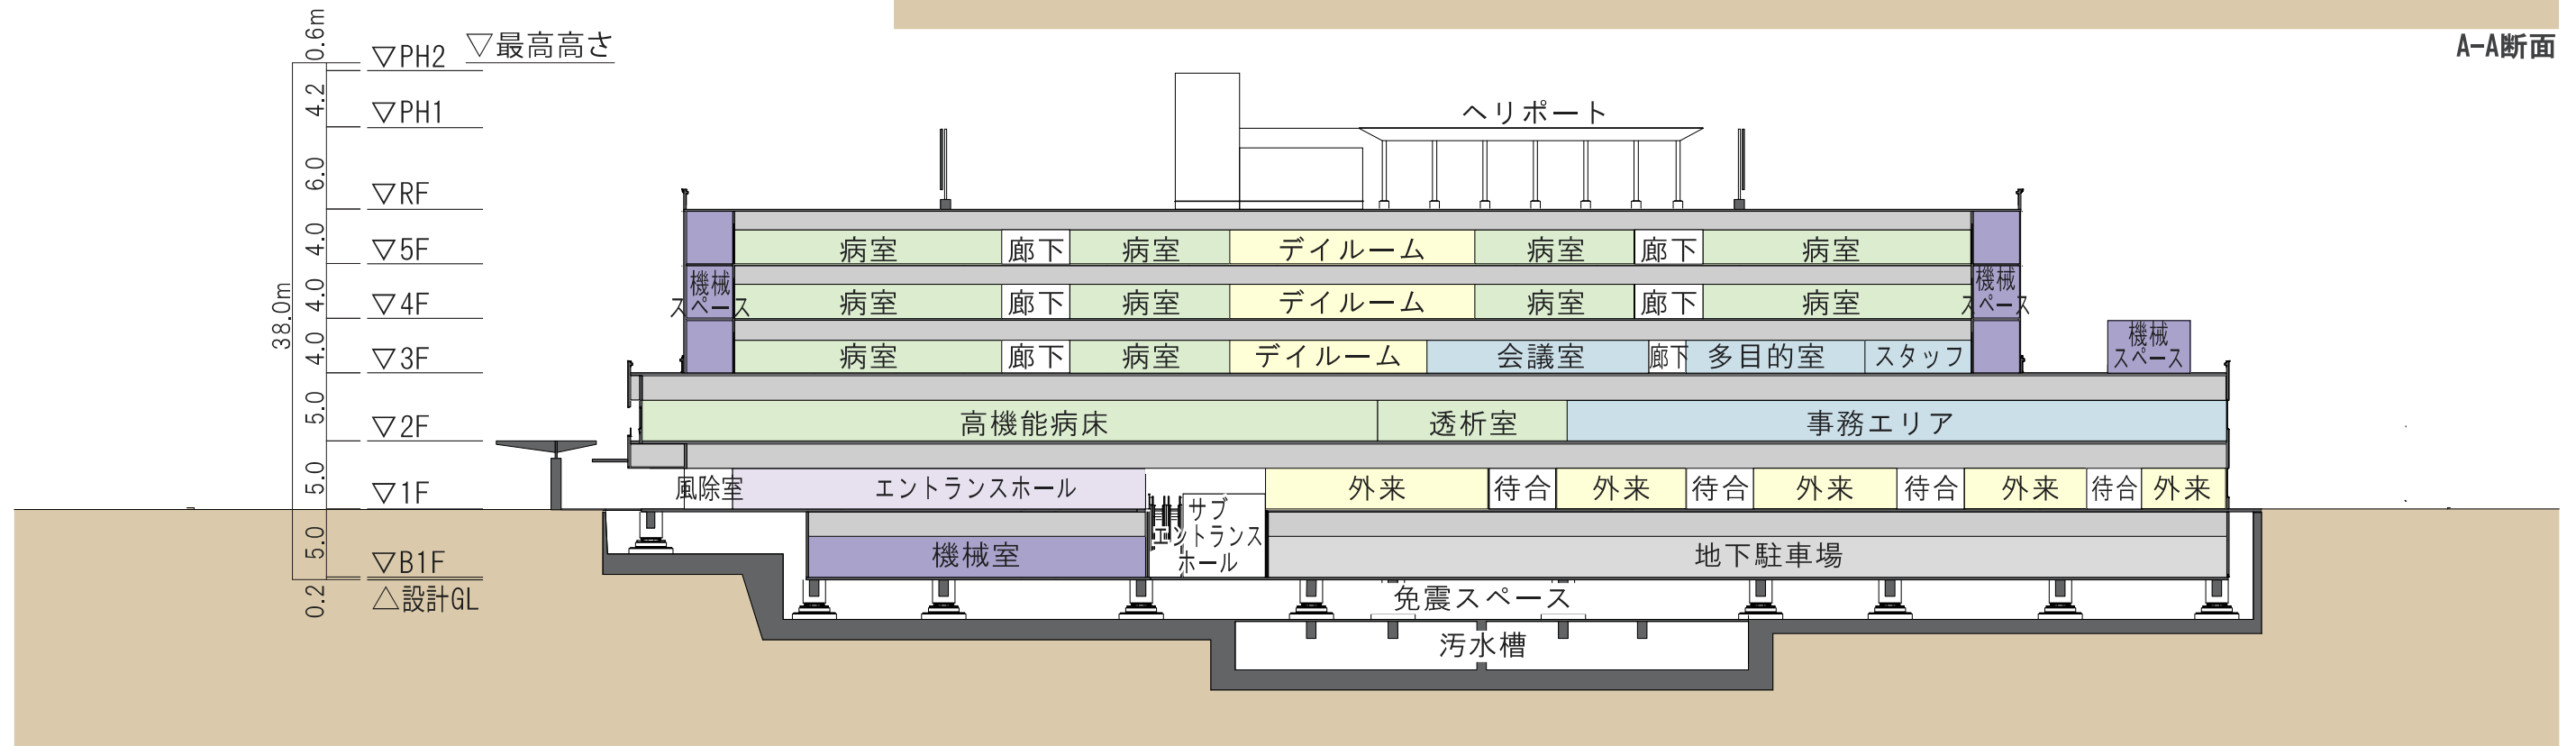 A-A断面
0.6m
▽PH2
▽最高高さ
4.2
▽PH1
ヘリポート
6.0
▽RF
4.0
▽5F
病室 廊下 病室 デイルーム 病室 廊下 病室
38.0m
4.0
▽4F
機械
スペース
病室 廊下 病室 デイルーム 病室 廊下 病室
機械
スペース
4.0
▽3F
病室 廊下 病室 デイルーム 会議室 廊下 多目的室 スタッフ
機械
スペース
5.0
▽2F
高機能病床 透析室 事務エリア
5.0
▽1F
風除室 エントランスホール 外来 待合 外来 待合 外来 待合 外来 待合 外来
5.0
▽B1F
機械室
サブ
エントランス
ホール
地下駐車場
0.2
△設計GL
免震スペース
汚水槽